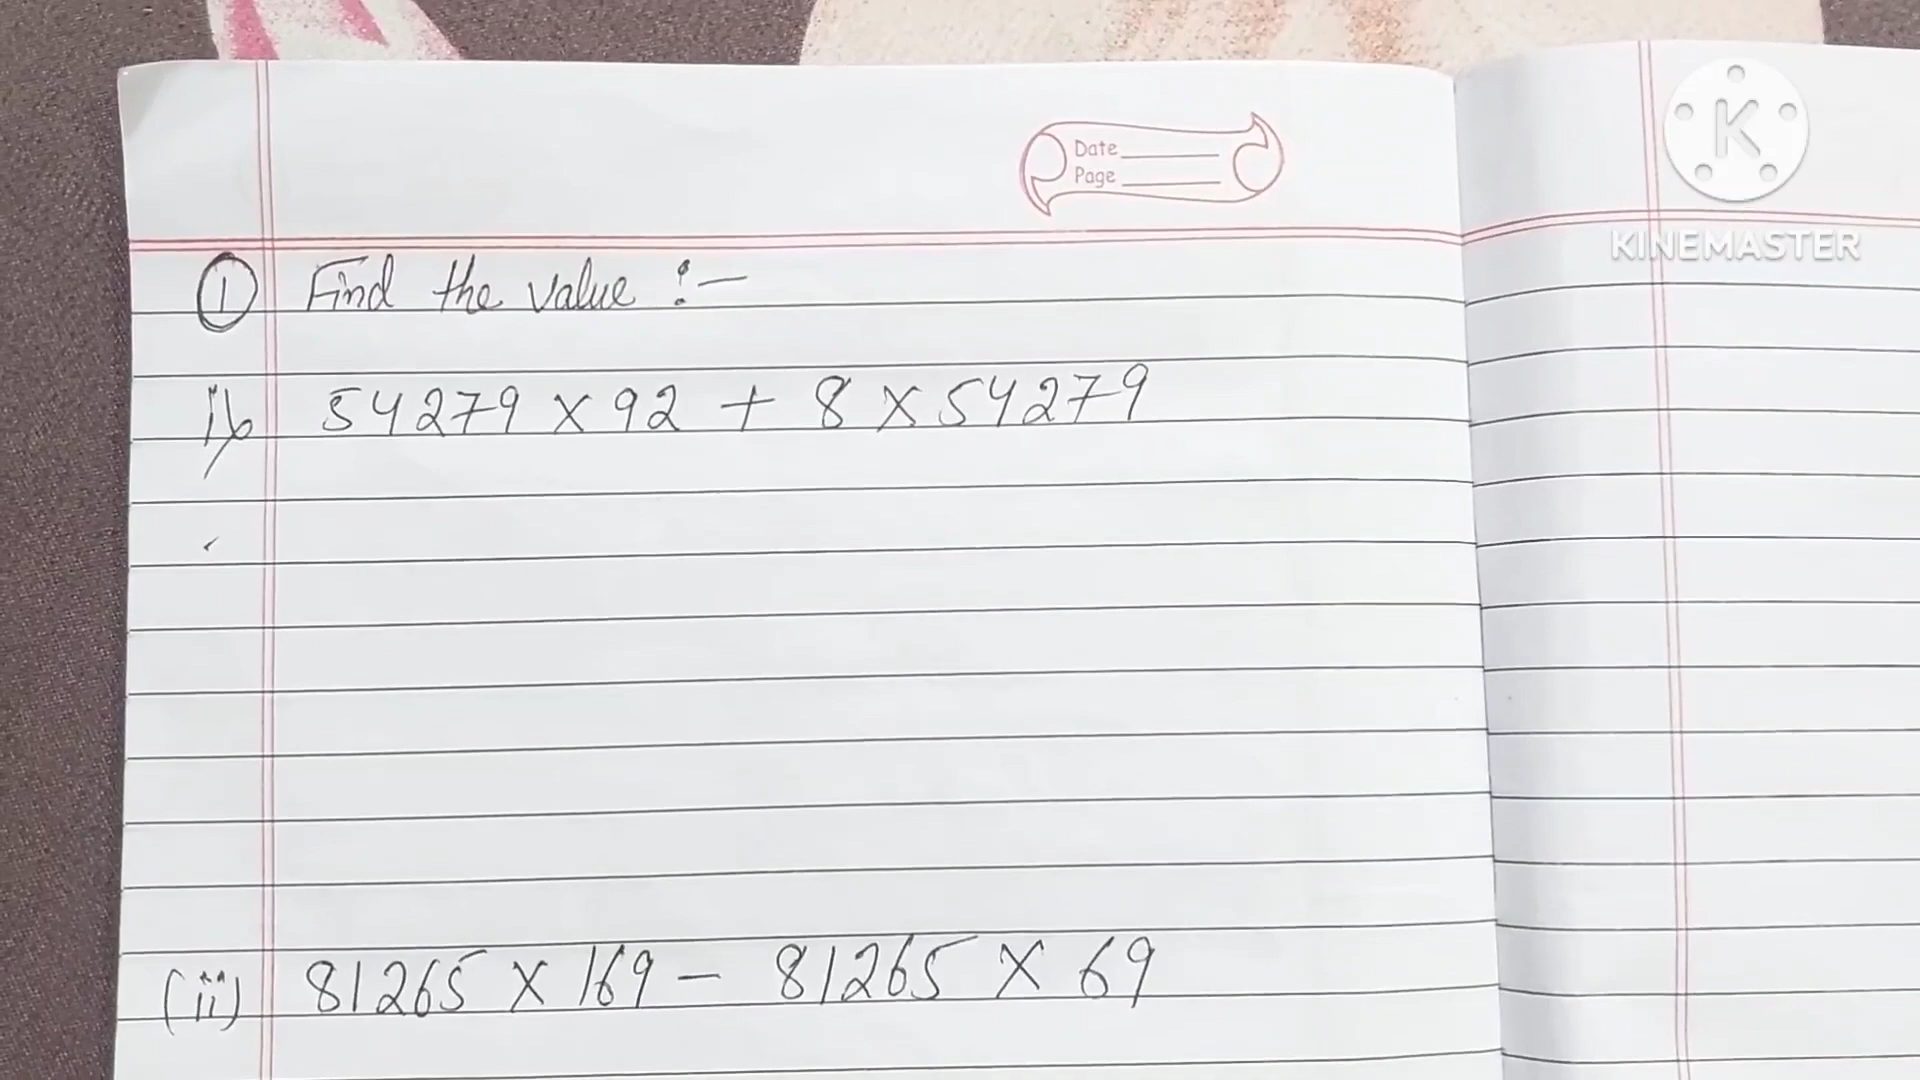 Date
Page
K
KINEMASTER
① Find the value :-
i) 54279 × 92 + 8 × 54279
(ii) 81265 × 169 - 81265 × 69